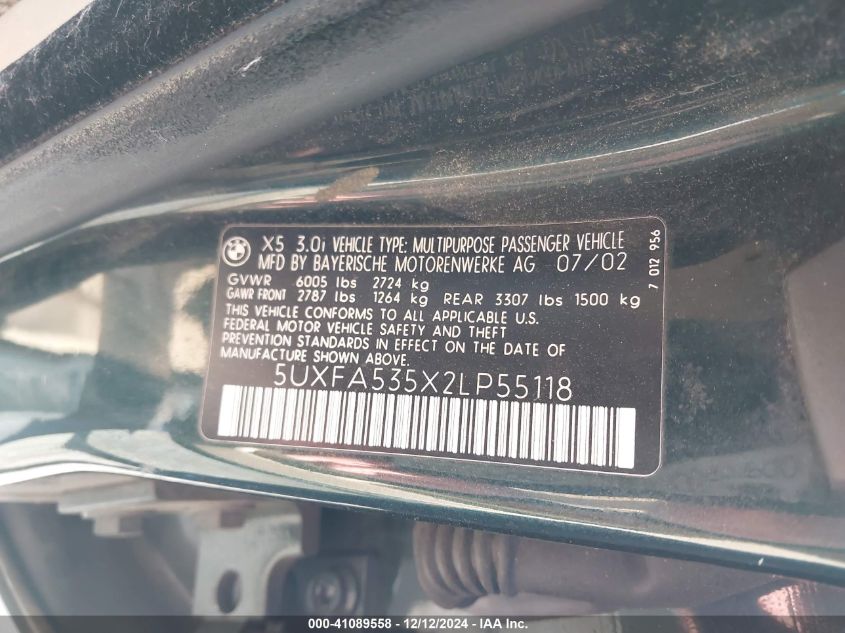 X5 3.0i VEHICLE TYPE: MULTIPURPOSE PASSENGER VEHICLE
MFD BY BAYERISCHE MOTORENWERKE AG 07/02
GVWR 6005 lbs 2724 kg
GAWR FRONT 2787 lbs 1264 kg REAR 3307 lbs 1500 kg
THIS VEHICLE CONFORMS TO ALL APPLICABLE U.S.
FEDERAL MOTOR VEHICLE SAFETY AND THEFT
PREVENTION STANDARDS IN EFFECT ON THE DATE OF
MANUFACTURE SHOWN ABOVE.
5UXFA535X2LP55118
7 012 956
000-41089558 - 12/12/2024 - IAAI.com